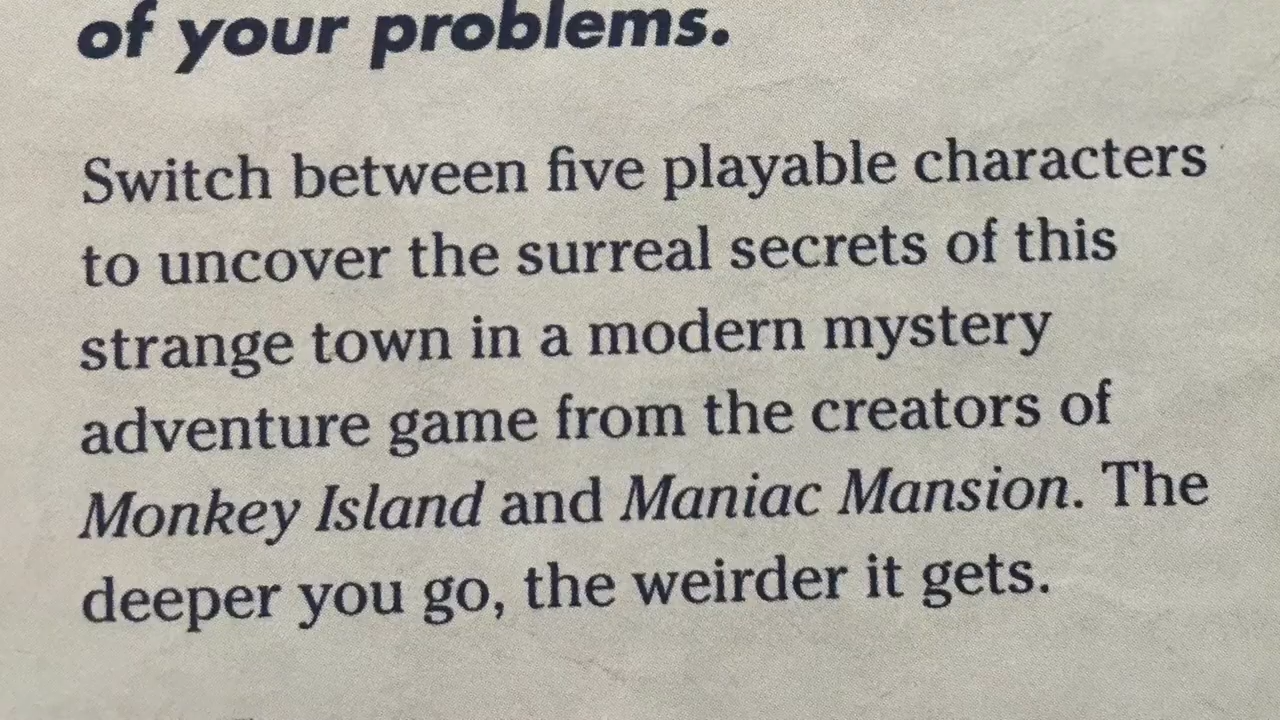 of your problems.
Switch between five playable characters
to uncover the surreal secrets of this
strange town in a modern mystery
adventure game from the creators of
Monkey Island and Maniac Mansion. The
deeper you go, the weirder it gets.